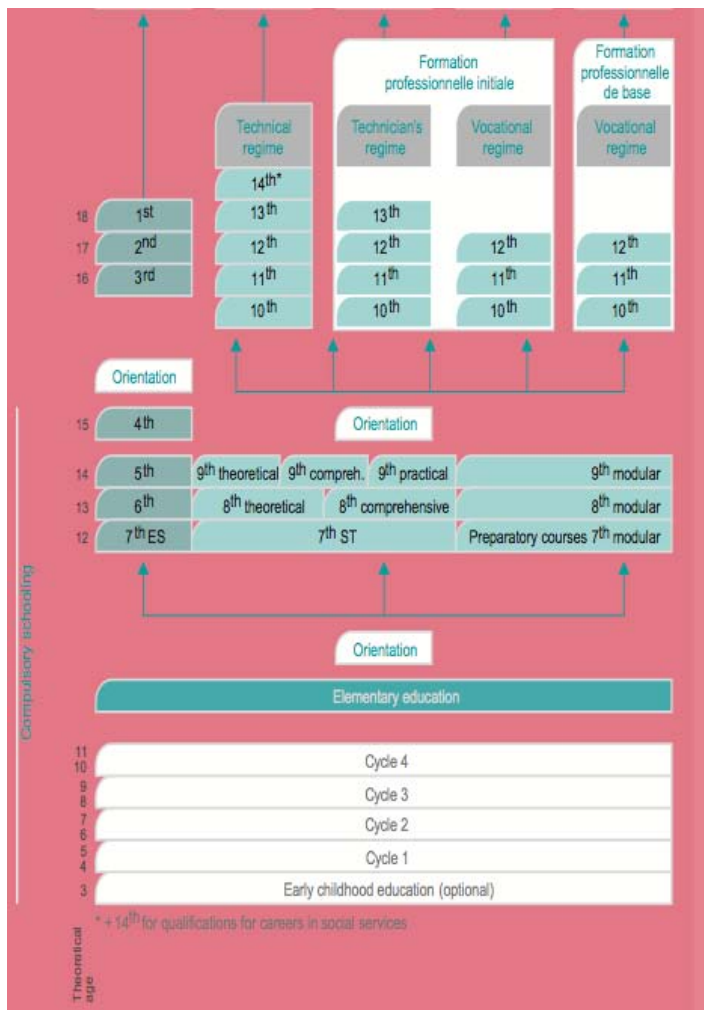 Formation
professionnelle initiale
Formation
professionnelle
de base
Technical
regime
Technician's
regime
Vocational
regime
Vocational
regime
14th*
18 1st 13th 13th
17 2nd 12th 12th 12th 12th
16 3rd 11th 11th 11th 11th
10th 10th 10th 10th
Orientation
15 4th Orientation
14 5th 9th theoretical 9th compreh. 9th practical 9th modular
13 6th 8th theoretical 8th comprehensive 8th modular
12 7th ES 7th ST Preparatory courses 7th modular
Orientation
Compulsory schooling
Elementary education
11
10
Cycle 4
9
8
Cycle 3
7
6
Cycle 2
5
4
Cycle 1
3 Early childhood education (optional)
* +14th for qualifications for careers in social services
Theoretical
age